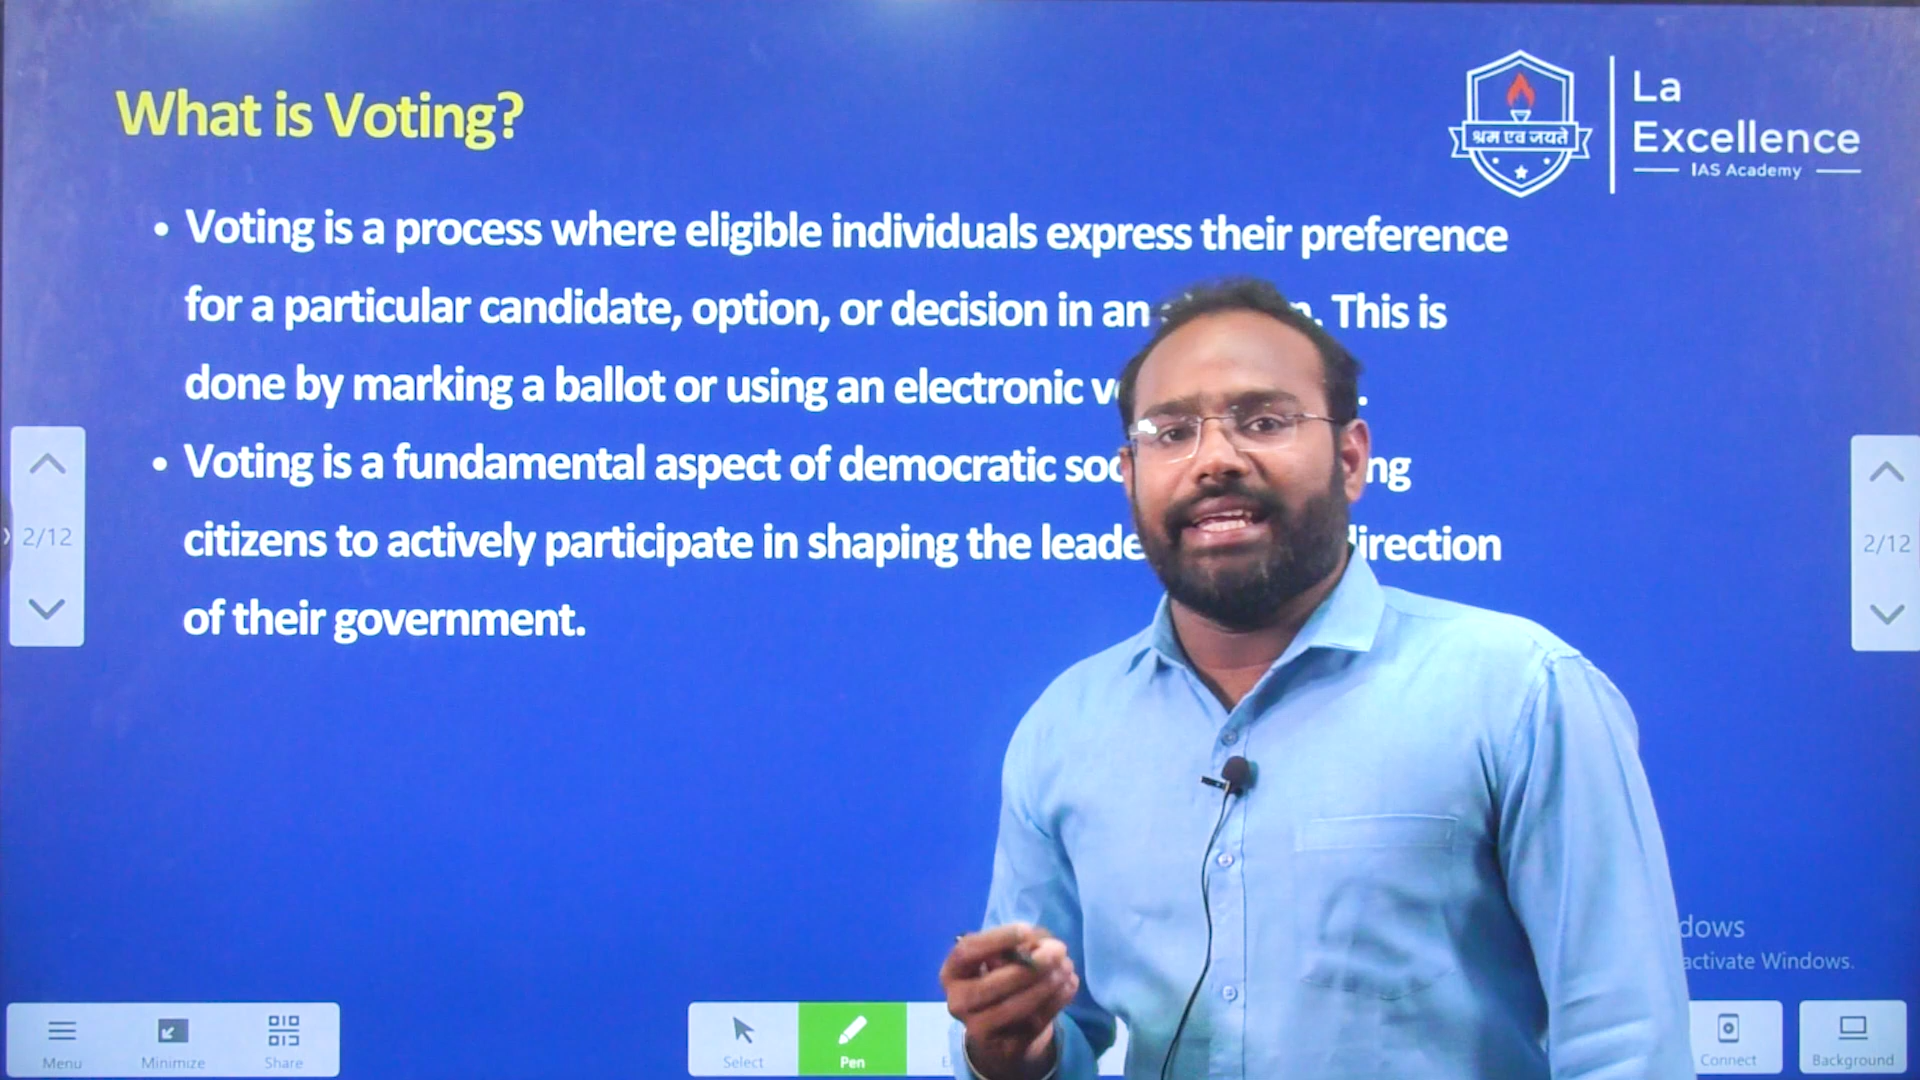 What is Voting?
La
Excellence
IAS Academy
श्रम एव जयते
• Voting is a process where eligible individuals express their preference
for a particular candidate, option, or decision in an . This is
done by marking a ballot or using an electronic .
• Voting is a fundamental aspect of democratic
citizens to actively participate in shaping the
of their government.
2/12
2/12
activate Windows.
Menu
Minimize
Share
Select
Pen
Connect
Background